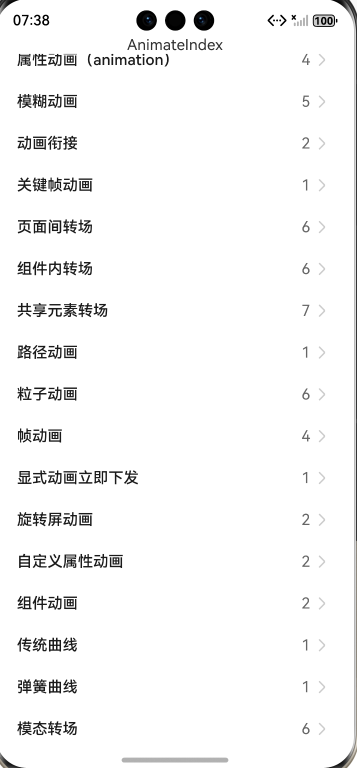 07:38
100
AnimateIndex
属性动画（animation） 4
模糊动画 5
动画衔接 2
关键帧动画 1
页面间转场 6
组件内转场 6
共享元素转场 7
路径动画 1
粒子动画 6
帧动画 4
显式动画立即下发 1
旋转屏动画 2
自定义属性动画 2
组件动画 2
传统曲线 1
弹簧曲线 1
模态转场 6